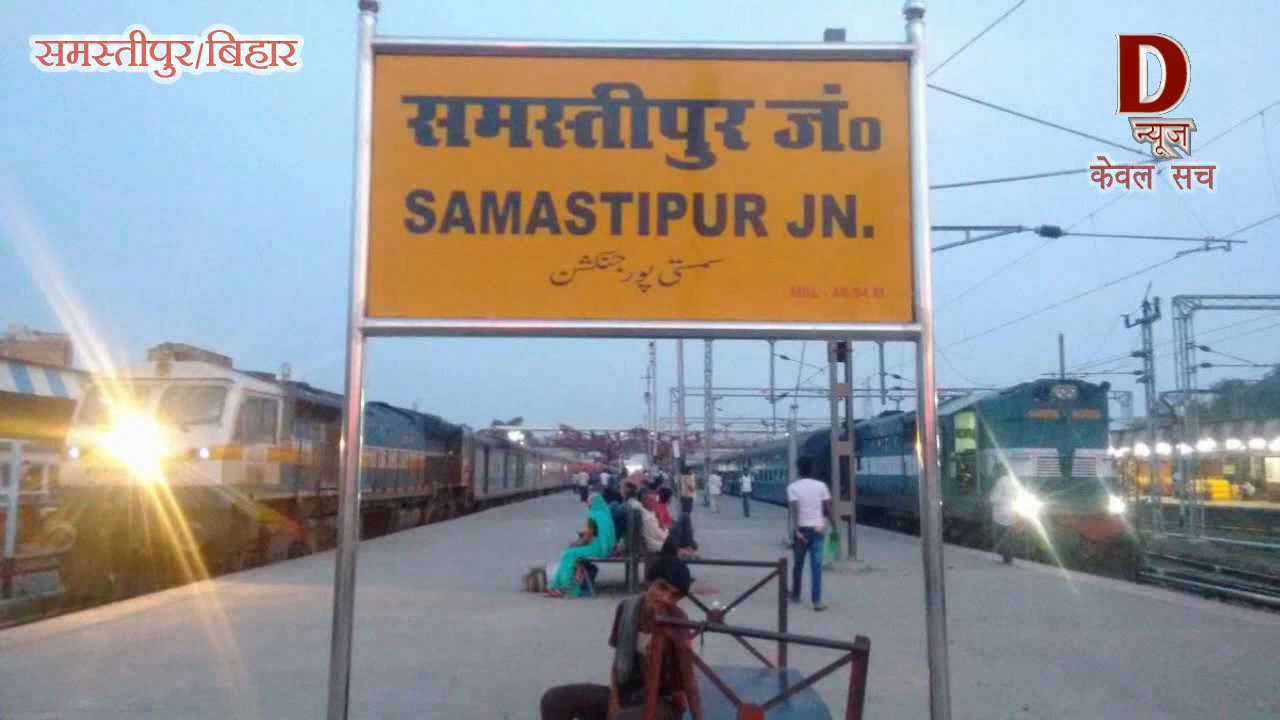 समस्तीपुर/बिहार
D
न्यूज
केवल सच
समस्तीपुर जं०
SAMASTIPUR JN.
سمستی پور جنکشن